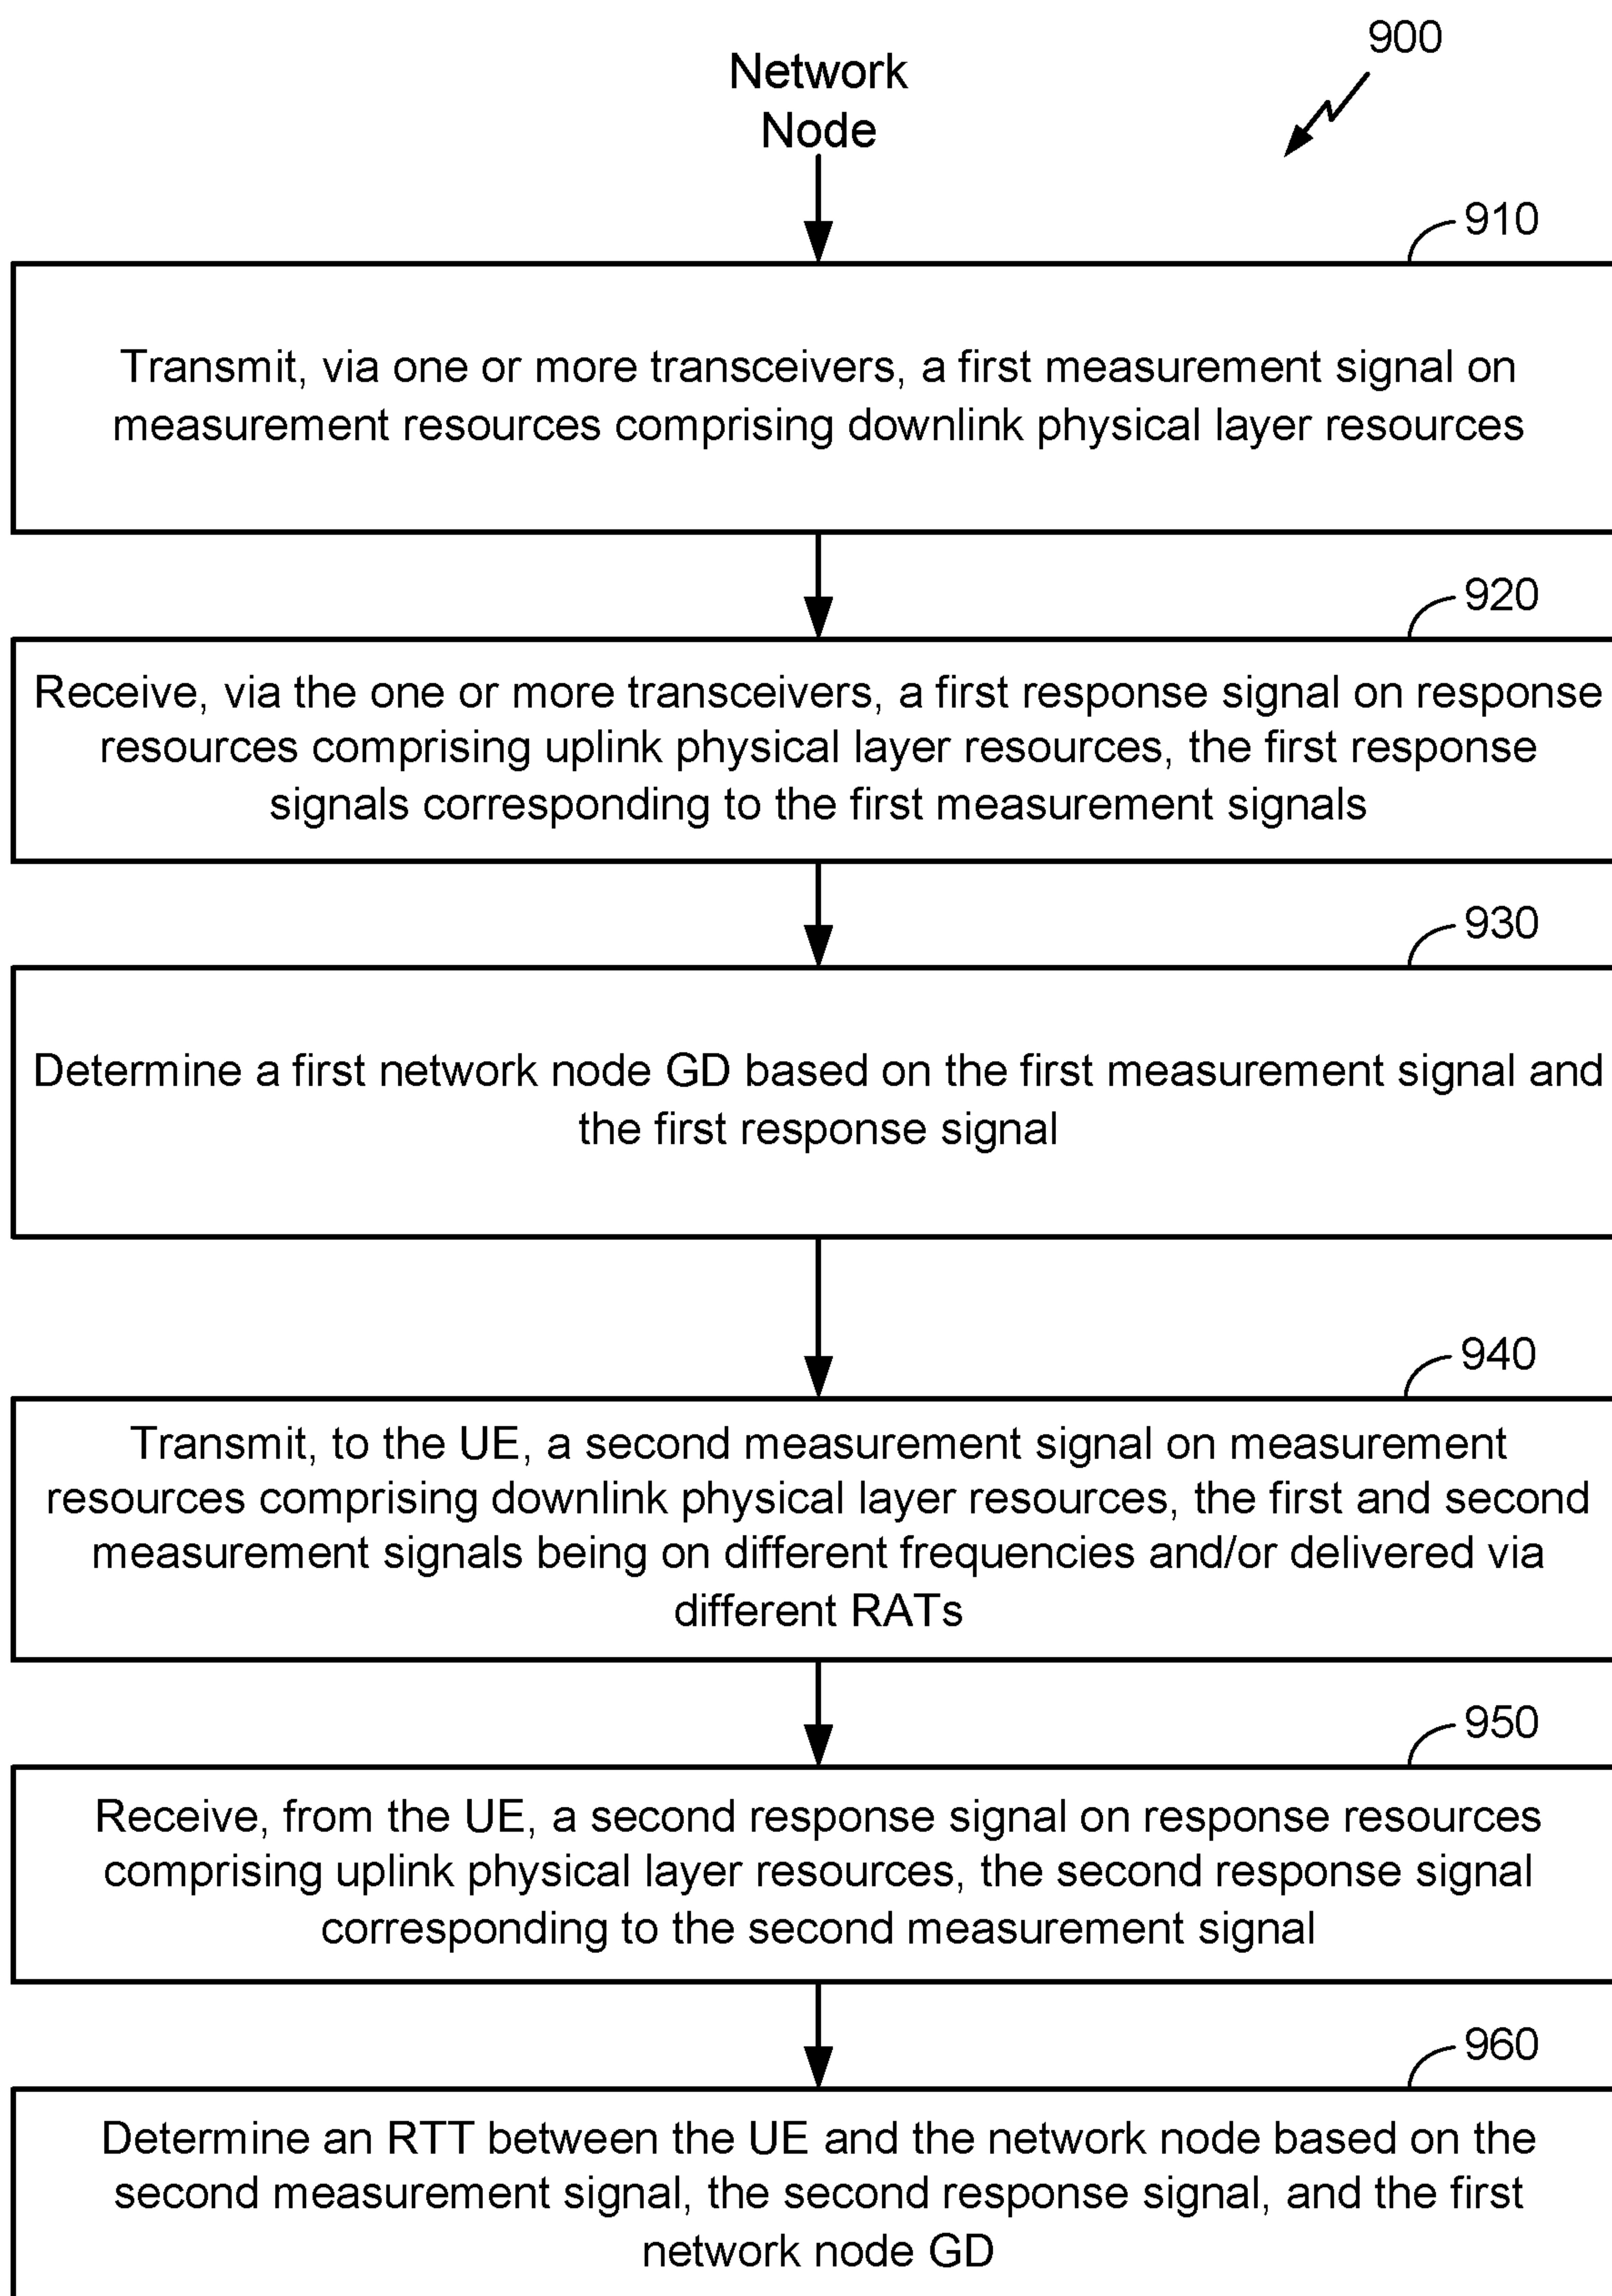 900
Network
Node
910
Transmit, via one or more transceivers, a first measurement signal on
measurement resources comprising downlink physical layer resources
920
Receive, via the one or more transceivers, a first response signal on response
resources comprising uplink physical layer resources, the first response
signals corresponding to the first measurement signals
930
Determine a first network node GD based on the first measurement signal and
the first response signal
940
Transmit, to the UE, a second measurement signal on measurement
resources comprising downlink physical layer resources, the first and second
measurement signals being on different frequencies and/or delivered via
different RATs
950
Receive, from the UE, a second response signal on response resources
comprising uplink physical layer resources, the second response signal
corresponding to the second measurement signal
960
Determine an RTT between the UE and the network node based on the
second measurement signal, the second response signal, and the first
network node GD